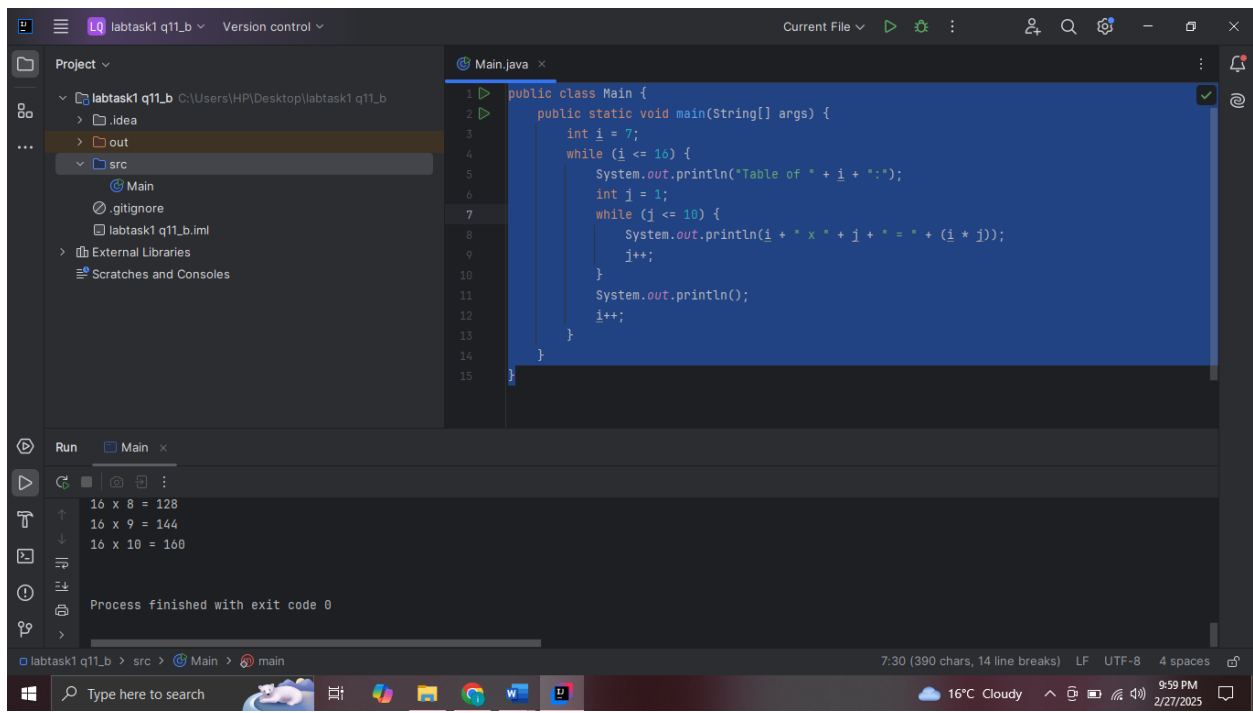 LQ labtask1 q11_b Version control Current File
Project
Main.java
labtask1 q11_b C:\Users\HP\Desktop\labtask1 q11_b
.idea
out
src
Main
.gitignore
labtask1 q11_b.iml
External Libraries
Scratches and Consoles
1 public class Main {
2     public static void main(String[] args) {
3         int i = 7;
4         while (i <= 16) {
5             System.out.println("Table of " + i + ":");
6             int j = 1;
7             while (j <= 10) {
8                 System.out.println(i + " x " + j + " = " + (i * j));
9                 j++;
10             }
11             System.out.println();
12             i++;
13         }
14     }
15 }
Run Main
16 x 8 = 128
16 x 9 = 144
16 x 10 = 160
Process finished with exit code 0
labtask1 q11_b > src > Main > main 7:30 (390 chars, 14 line breaks) LF UTF-8 4 spaces
Type here to search 16°C Cloudy 9:59 PM
2/27/2025